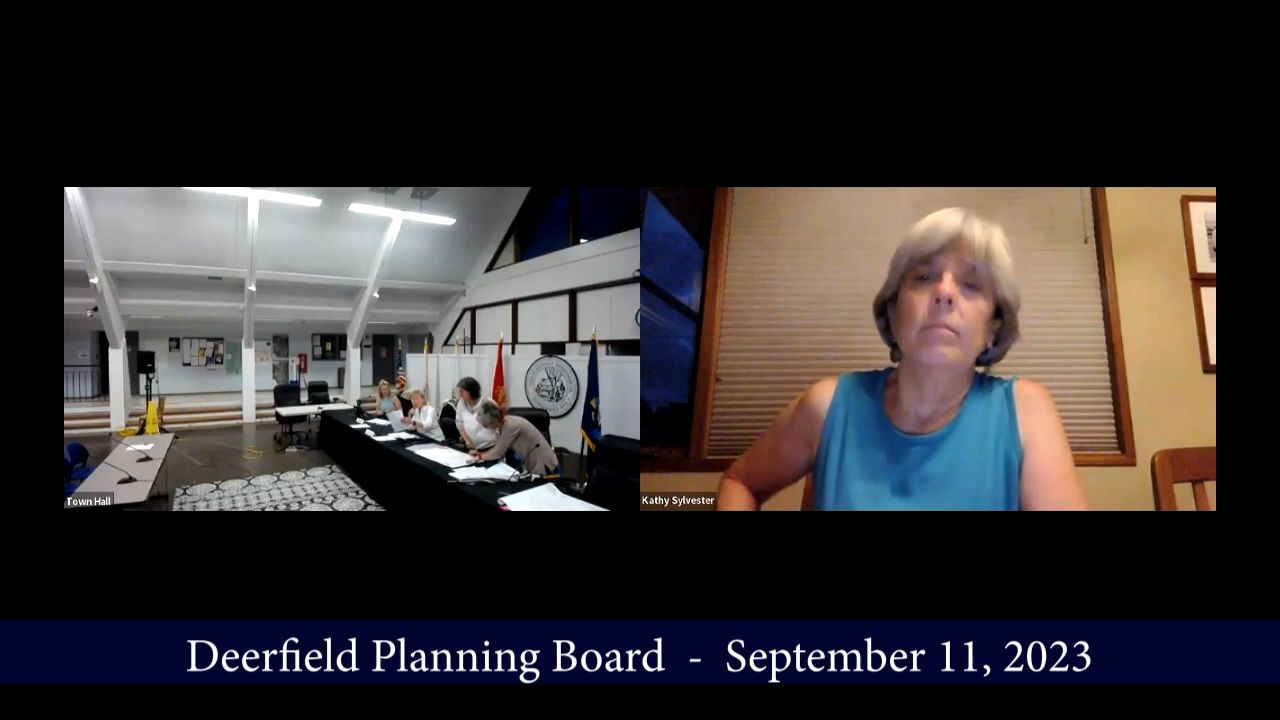 Town Hall
Kathy Sylvester
Deerfield Planning Board - September 11, 2023